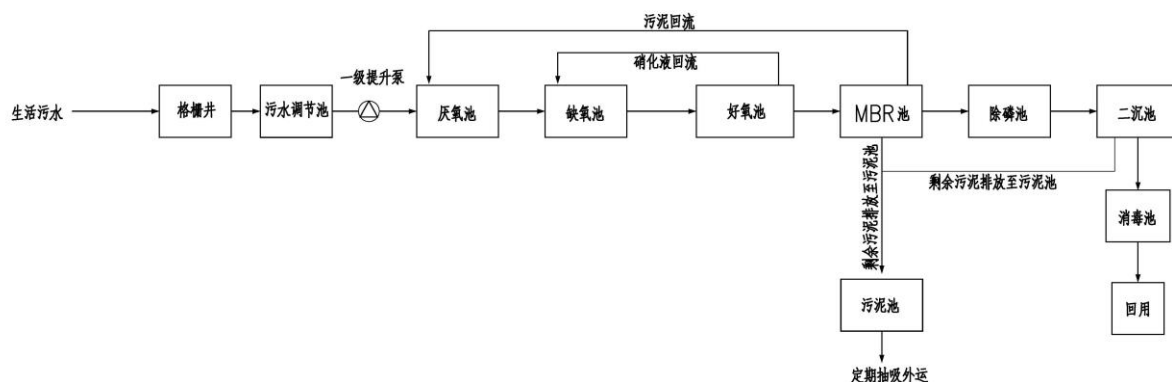 污泥回流
硝化液回流
一级提升泵
生活污水
格栅井
污水调节池
厌氧池
缺氧池
好氧池
MBR池
除磷池
二沉池
剩余污泥排放至污泥池
剩余污泥排放至污泥池
消毒池
污泥池
回用
定期抽吸外运